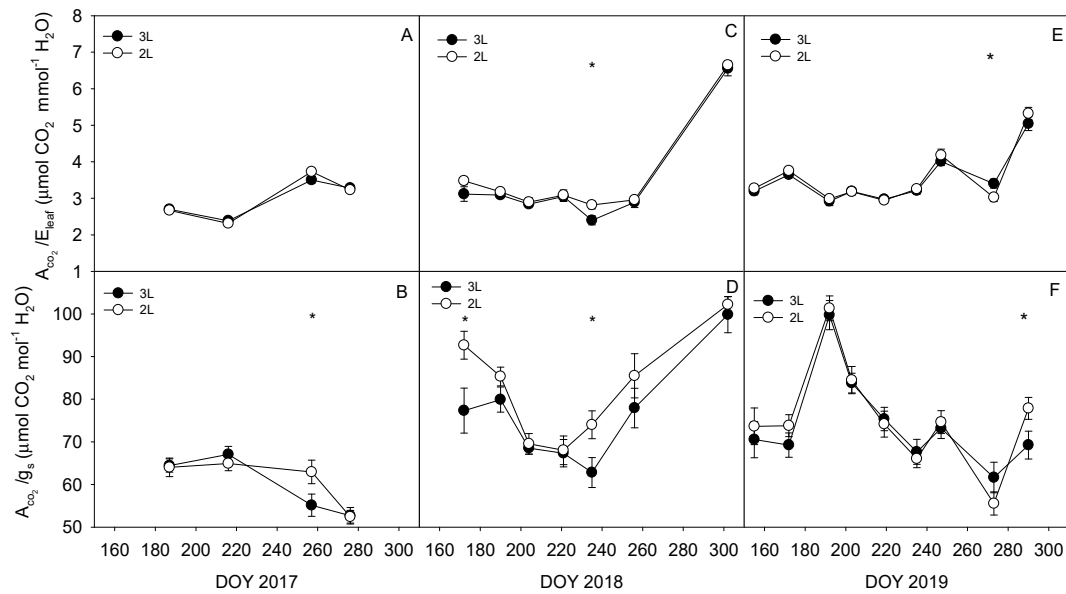 8
7
6
5
4
3
2
1
A_co₂ /E_leaf (µmol CO₂ mmol⁻¹ H₂O)
3L
2L
A
3L
2L
C
*
3L
2L
E
*
100
90
80
70
60
50
A_co₂ /g_s (µmol CO₂ mol⁻¹ H₂O)
3L
2L
B
*
3L
2L
D
*
*
3L
2L
F
*
160 180 200 220 240 260 280 300
160 180 200 220 240 260 280 300
160 180 200 220 240 260 280 300
DOY 2017
DOY 2018
DOY 2019